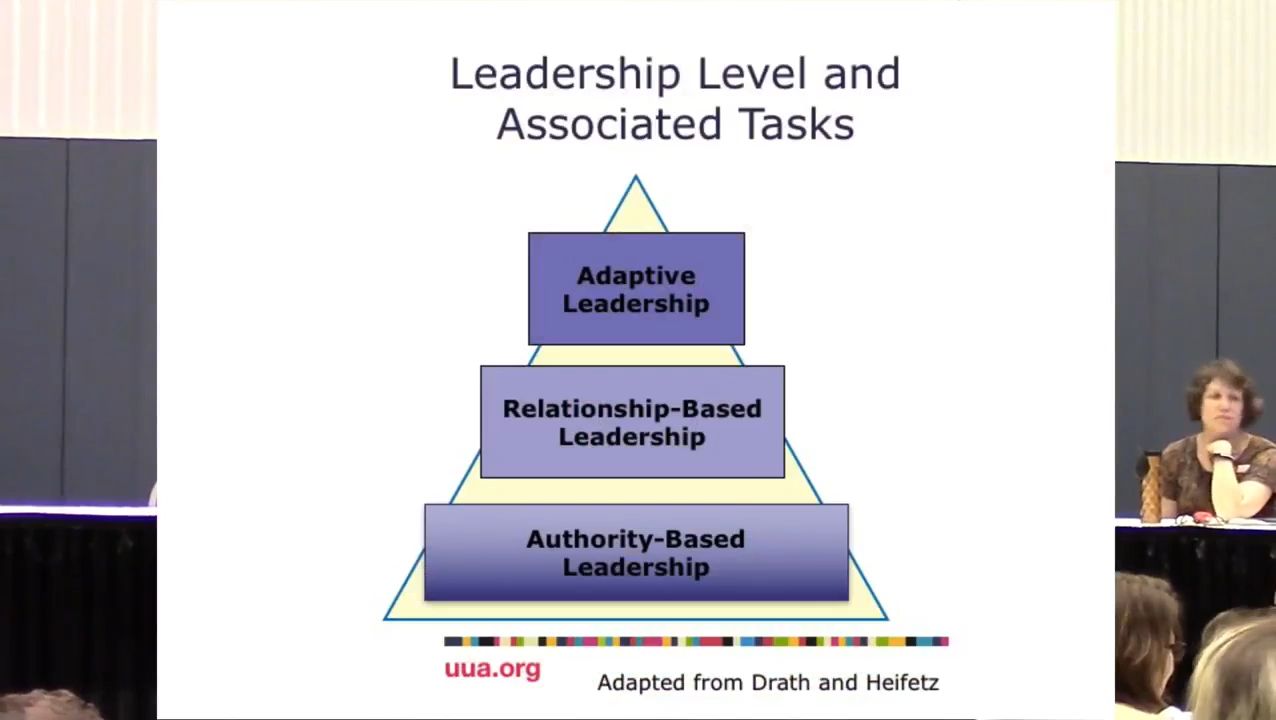 Leadership Level and
Associated Tasks
Adaptive
Leadership
Relationship-Based
Leadership
Authority-Based
Leadership
uua.org
Adapted from Drath and Heifetz